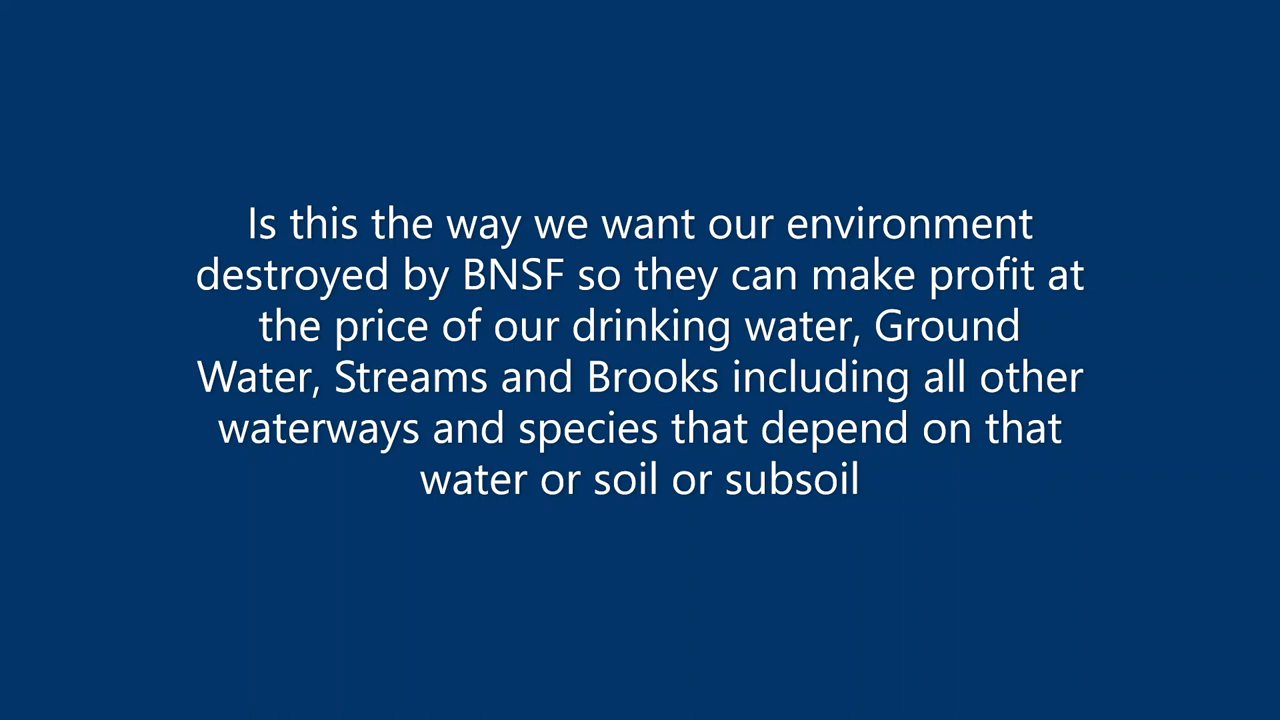 Is this the way we want our environment
destroyed by BNSF so they can make profit at
the price of our drinking water, Ground
Water, Streams and Brooks including all other
waterways and species that depend on that
water or soil or subsoil